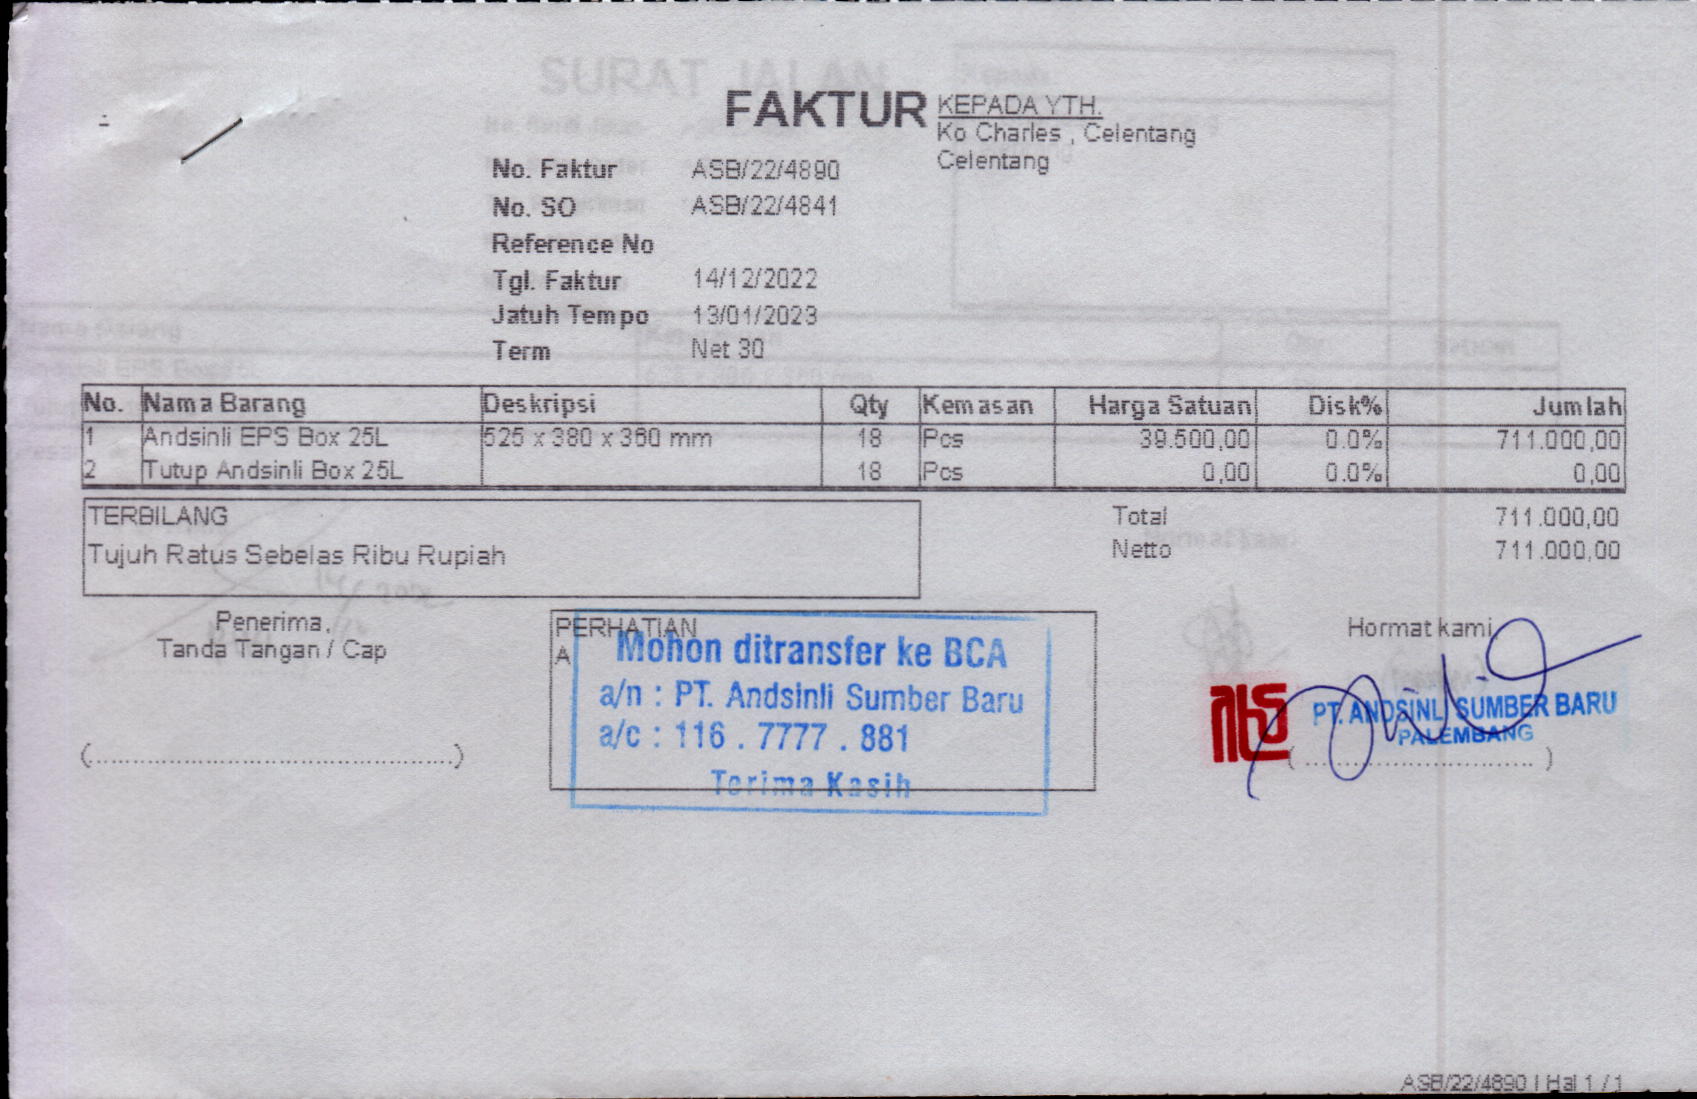 FAKTUR
KEPADA YTH.
Ko Charles , Celentang
Celentang
No. Faktur ASB/22/4890
No. SO ASB/22/4841
Reference No
Tgl. Faktur 14/12/2022
Jatuh Tempo 13/01/2023
Term Net 30
No. Nama Barang Deskripsi Qty Kemasan Harga Satuan Disk% Jumlah
1 Andsinli EPS Box 25L 525 x 380 x 360 mm 18 Pcs 39.500,00 0.0% 711.000,00
2 Tutup Andsinli Box 25L 18 Pcs 0,00 0.0% 0,00
TERBILANG
Tujuh Ratus Sebelas Ribu Rupiah
Total 711.000,00
Netto 711.000,00
Penerima,
Tanda Tangan / Cap
(............................................)
PERHATIAN
A
Mohon ditransfer ke BCA
a/n : PT. Andsinli Sumber Baru
a/c : 116 . 7777 . 881
Terima Kasih
Hormat kami
PT. ANDSINLI SUMBER BARU
PALEMBANG
(............................)
ASB/22/4890 | Hal 1 / 1